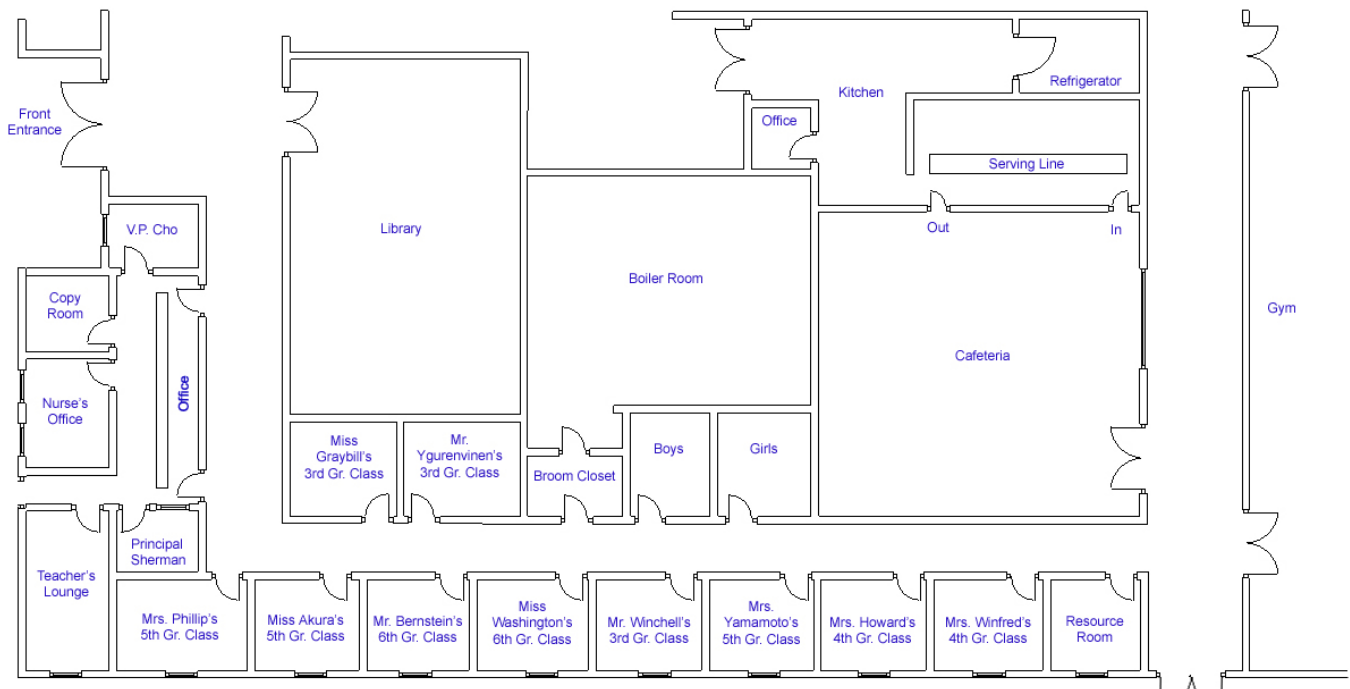 Front
Entrance
V.P. Cho
Copy
Room
Nurse's
Office
Office
Teacher's
Lounge
Principal
Sherman
Library
Miss
Graybill's
3rd Gr. Class
Mr.
Ygurenvinen's
3rd Gr. Class
Boiler Room
Broom Closet
Boys
Girls
Kitchen
Office
Refrigerator
Serving Line
Out
In
Cafeteria
Gym
Mrs. Phillip's
5th Gr. Class
Miss Akura's
5th Gr. Class
Mr. Bernstein's
6th Gr. Class
Miss
Washington's
6th Gr. Class
Mr. Winchell's
3rd Gr. Class
Mrs.
Yamamoto's
5th Gr. Class
Mrs. Howard's
4th Gr. Class
Mrs. Winfred's
4th Gr. Class
Resource
Room